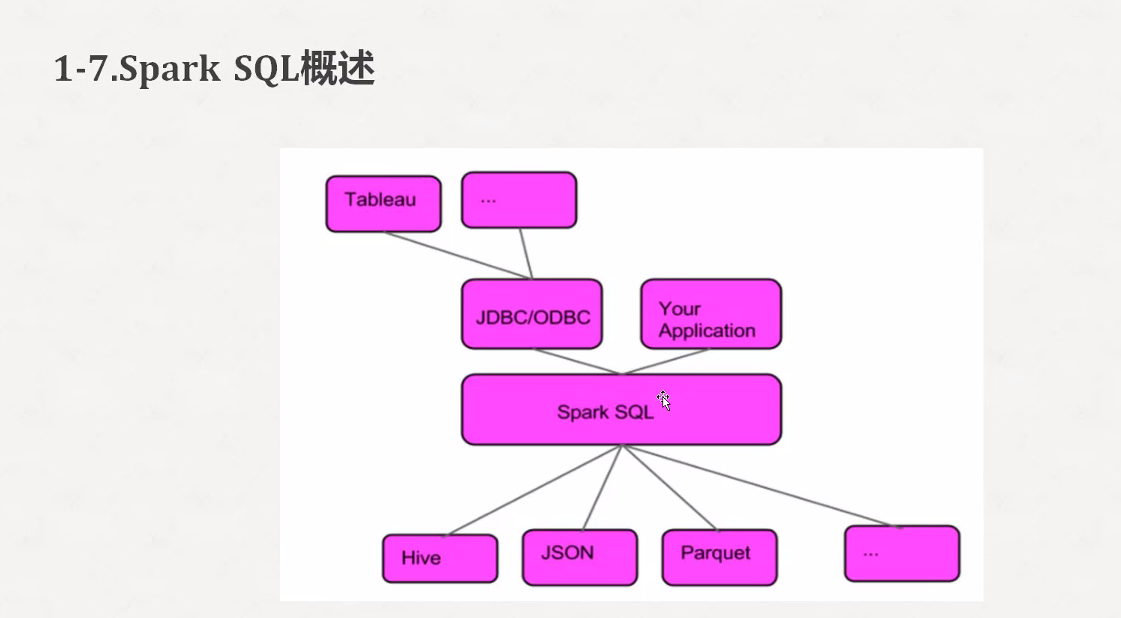 1-7.Spark SQL概述
Tableau
...
JDBC/ODBC
Your
Application
Spark SQL
Hive
JSON
Parquet
...